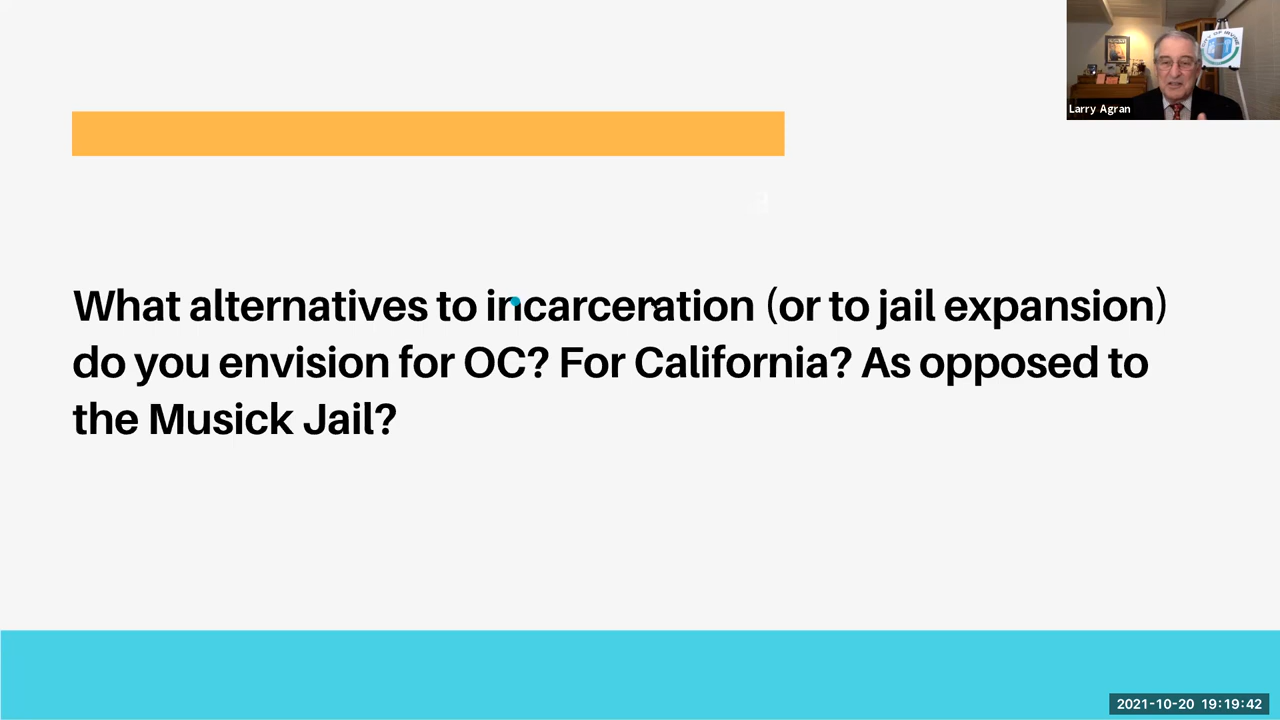 Larry Agran
What alternatives to incarceration (or to jail expansion)
do you envision for OC? For California? As opposed to
the Musick Jail?
2021-10-20 19:19:42